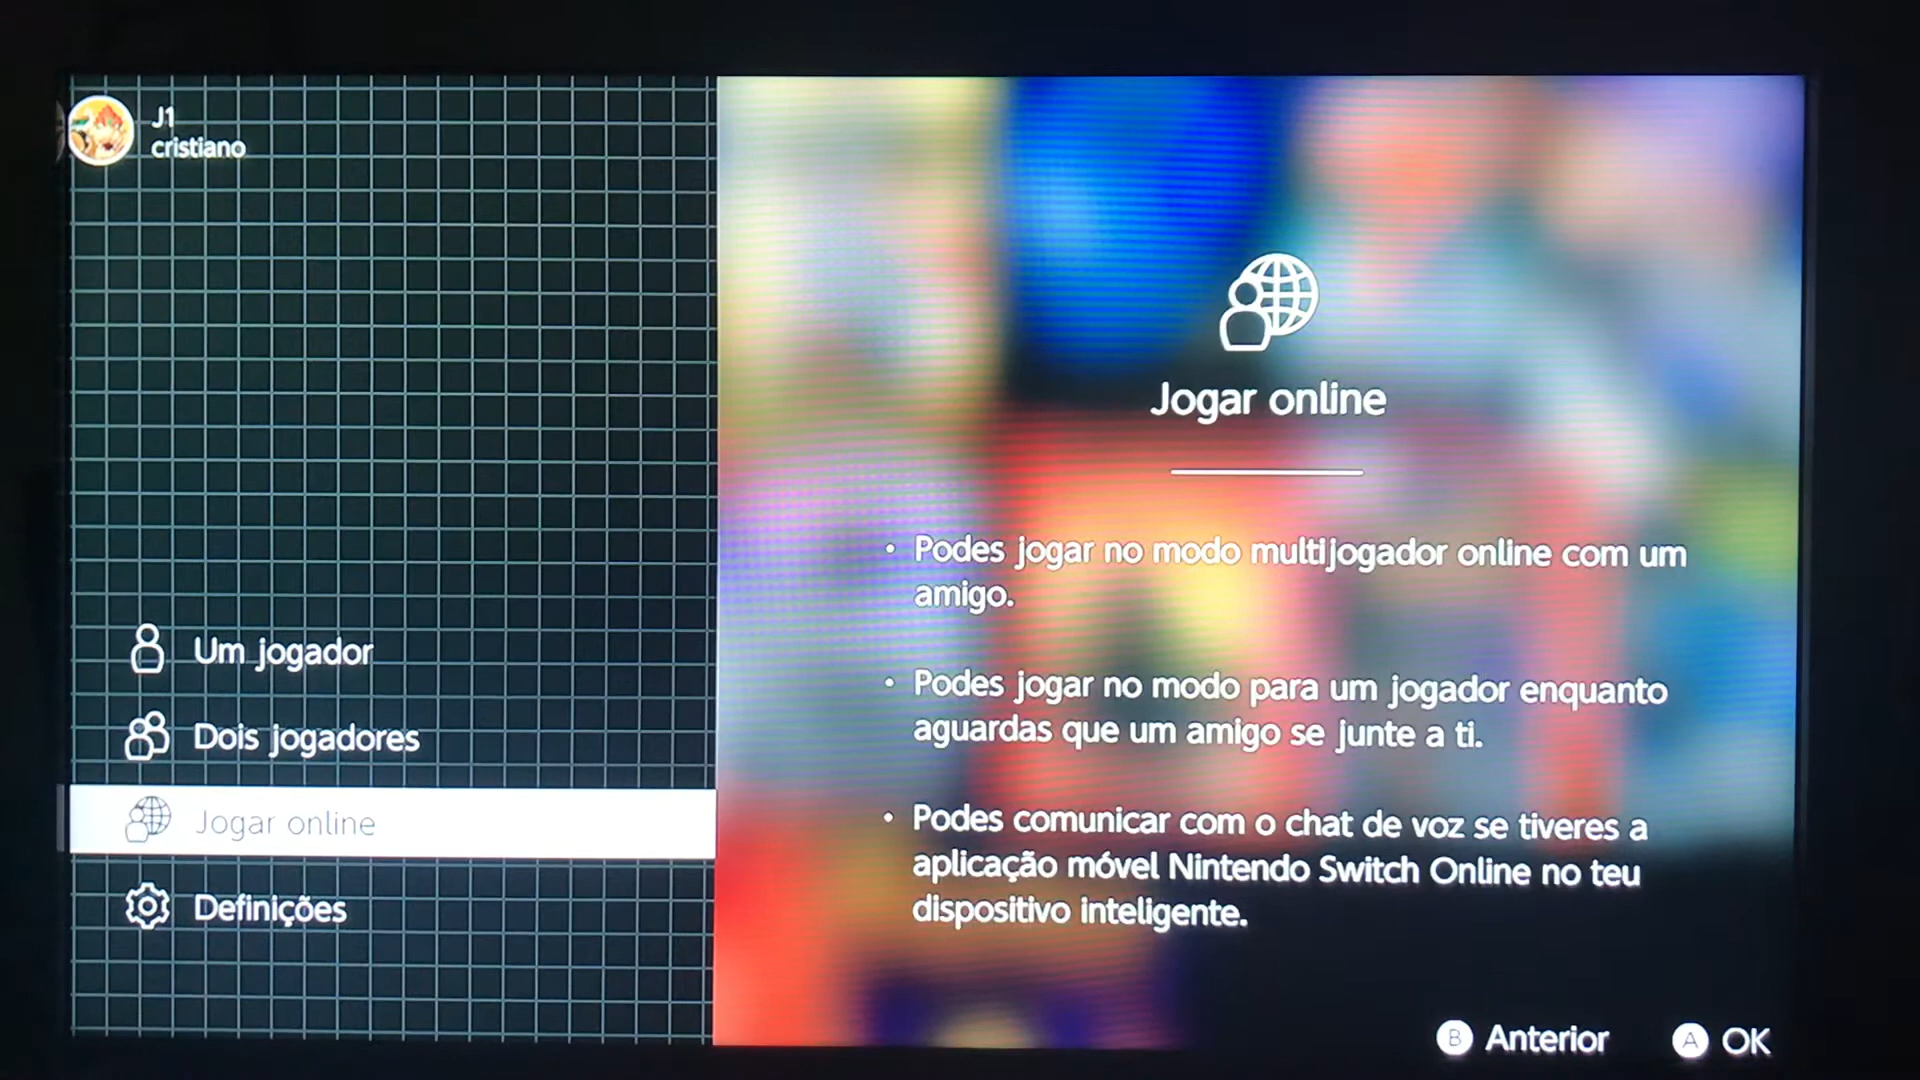 J1
cristiano
Um jogador
Dois jogadores
Jogar online
Definições
Jogar online
• Podes jogar no modo multijogador online com um
amigo.
• Podes jogar no modo para um jogador enquanto
aguardas que um amigo se junte a ti.
• Podes comunicar com o chat de voz se tiveres a
aplicação móvel Nintendo Switch Online no teu
dispositivo inteligente.
B Anterior A OK